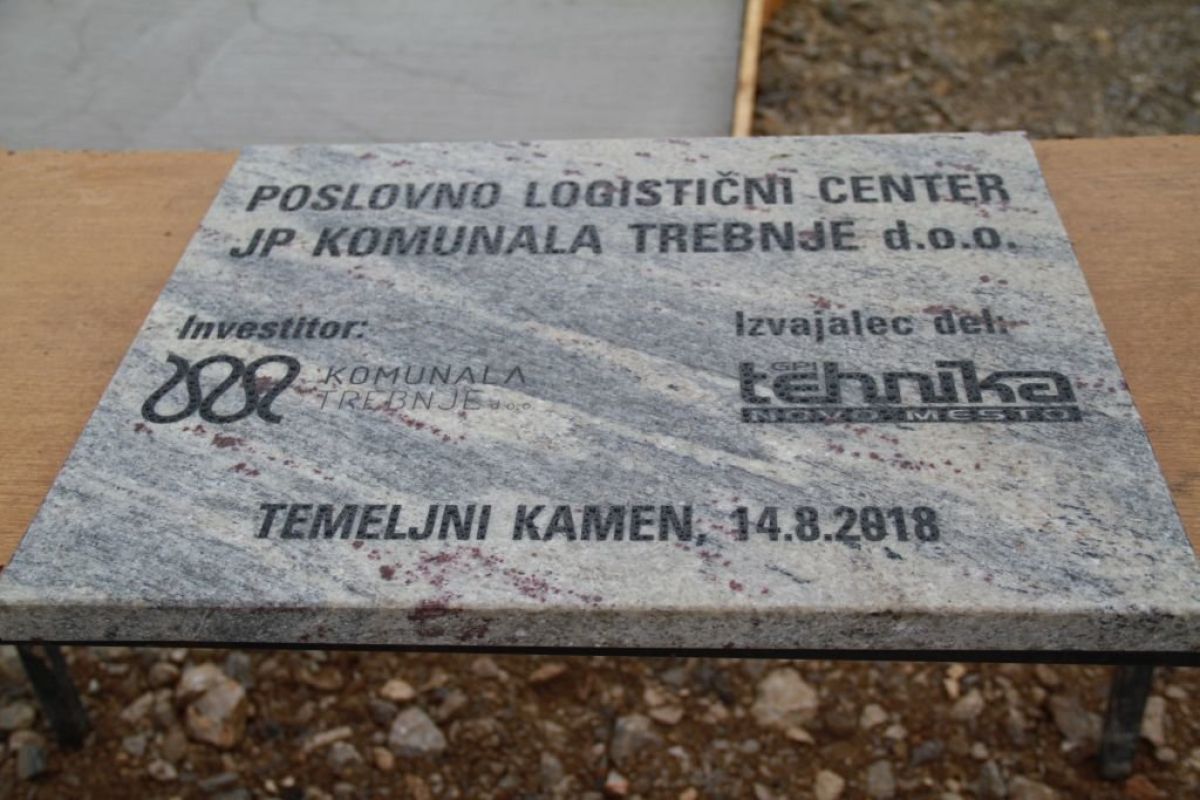 POSLOVNO LOGISTIČNI CENTER
JP KOMUNALA TREBNJE d.o.o.
Investitor:
KOMUNALA
TREBNJE d.o.o.
Izvajalec del:
GPI
tehnika
NOVO MESTO
TEMELJNI KAMEN, 14.8.2018